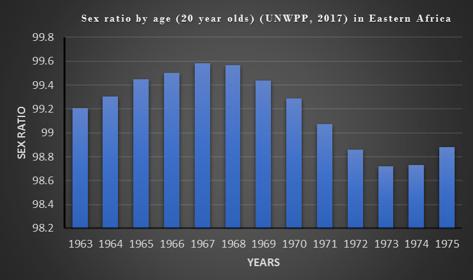 Sex ratio by age (20 year olds) (UNWPP, 2017) in Eastern Africa
99.8
99.6
99.4
99.2
99
98.8
98.6
98.4
98.2
SEX RATIO
1963 1964 1965 1966 1967 1968 1969 1970 1971 1972 1973 1974 1975
YEARS